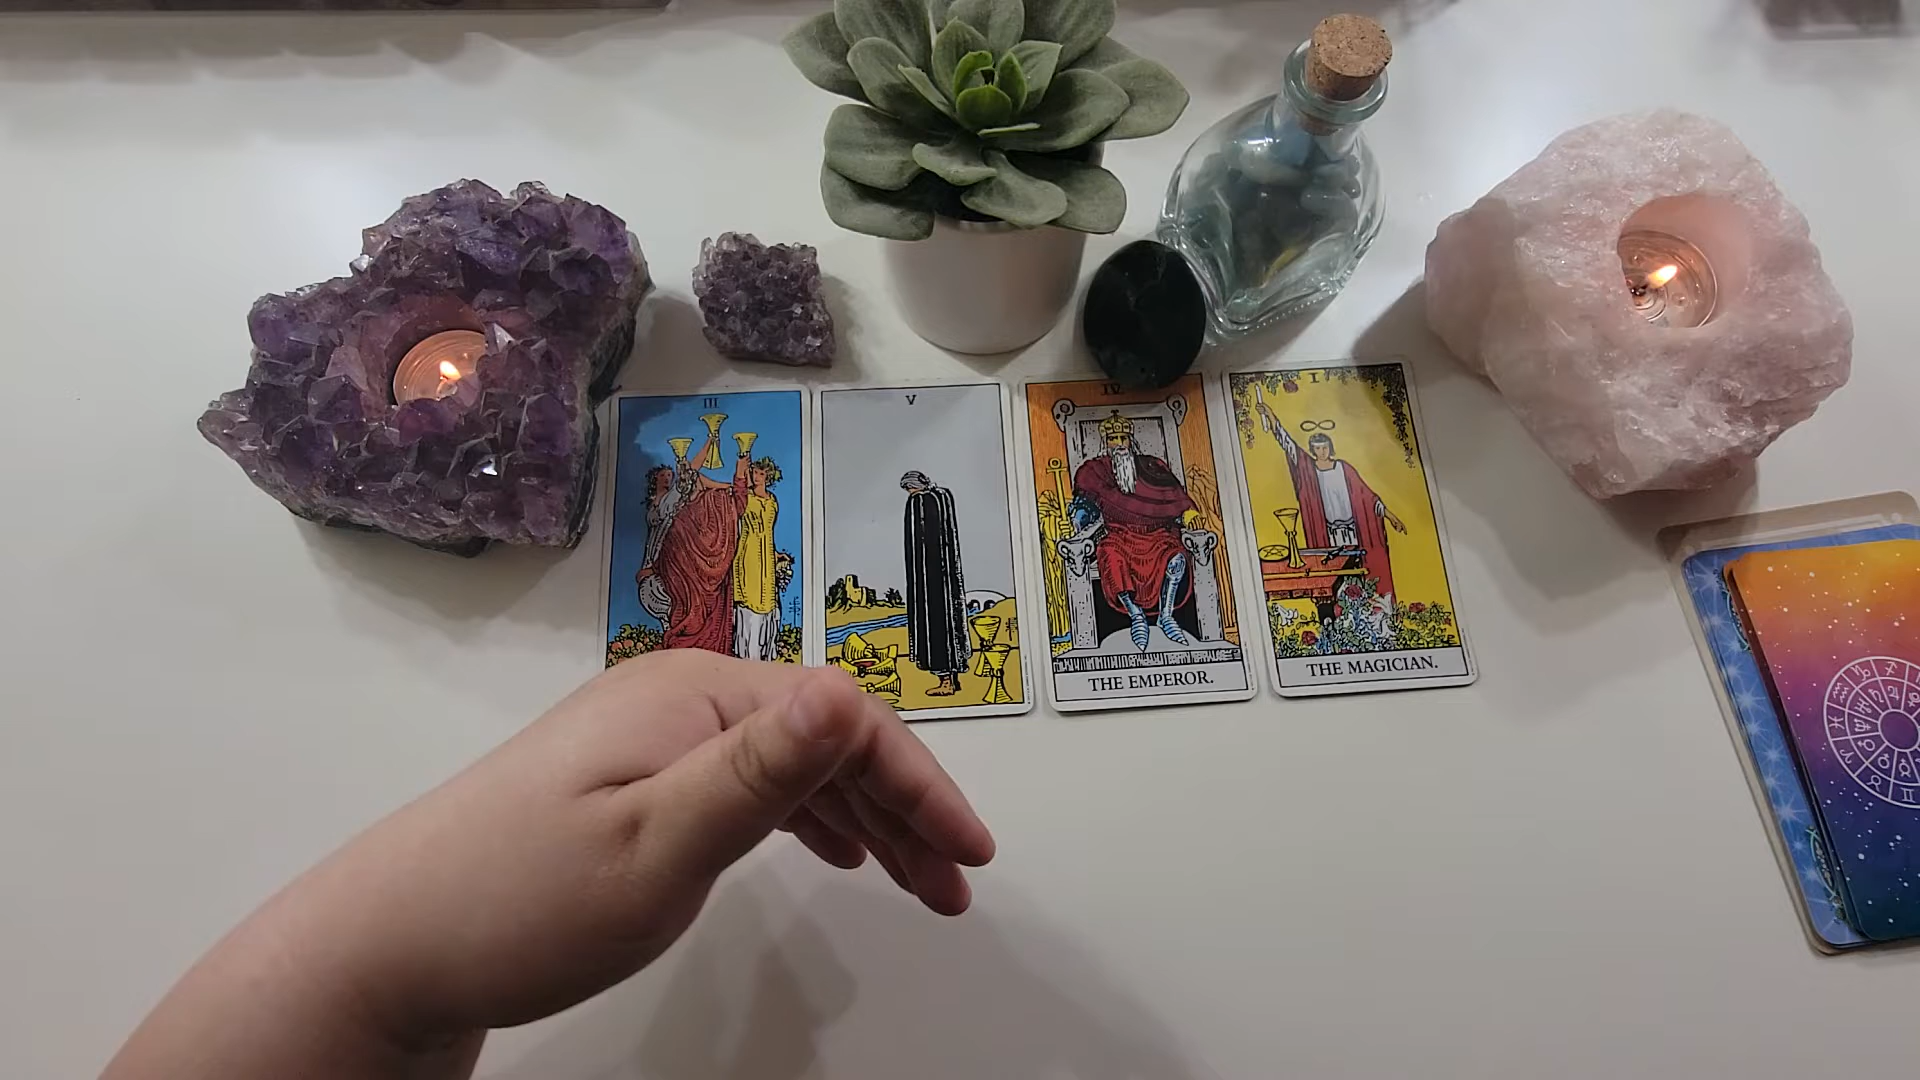 III
V
IV
I
THE EMPEROR.
THE MAGICIAN.